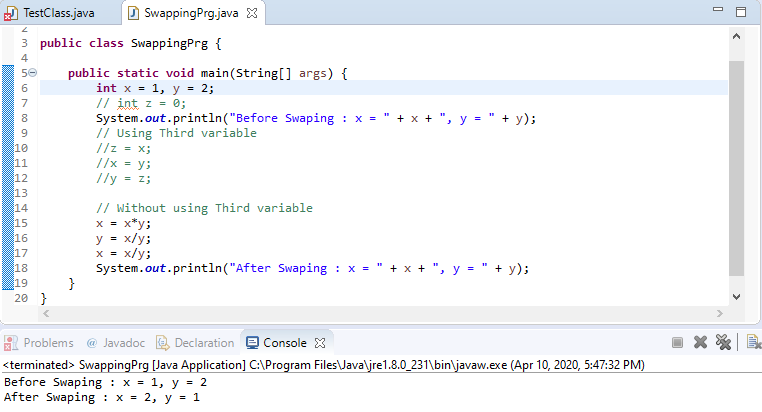 TestClass.java SwappingPrg.java
2
3 public class SwappingPrg {
4
5 public static void main(String[] args) {
6 int x = 1, y = 2;
7 // int z = 0;
8 System.out.println("Before Swaping : x = " + x + ", y = " + y);
9 // Using Third variable
10 //z = x;
11 //x = y;
12 //y = z;
13
14 // Without using Third variable
15 x = x*y;
16 y = x/y;
17 x = x/y;
18 System.out.println("After Swaping : x = " + x + ", y = " + y);
19 }
20 }
Problems @ Javadoc Declaration Console
<terminated> SwappingPrg [Java Application] C:\Program Files\Java\jre1.8.0_231\bin\javaw.exe (Apr 10, 2020, 5:47:32 PM)
Before Swaping : x = 1, y = 2
After Swaping : x = 2, y = 1